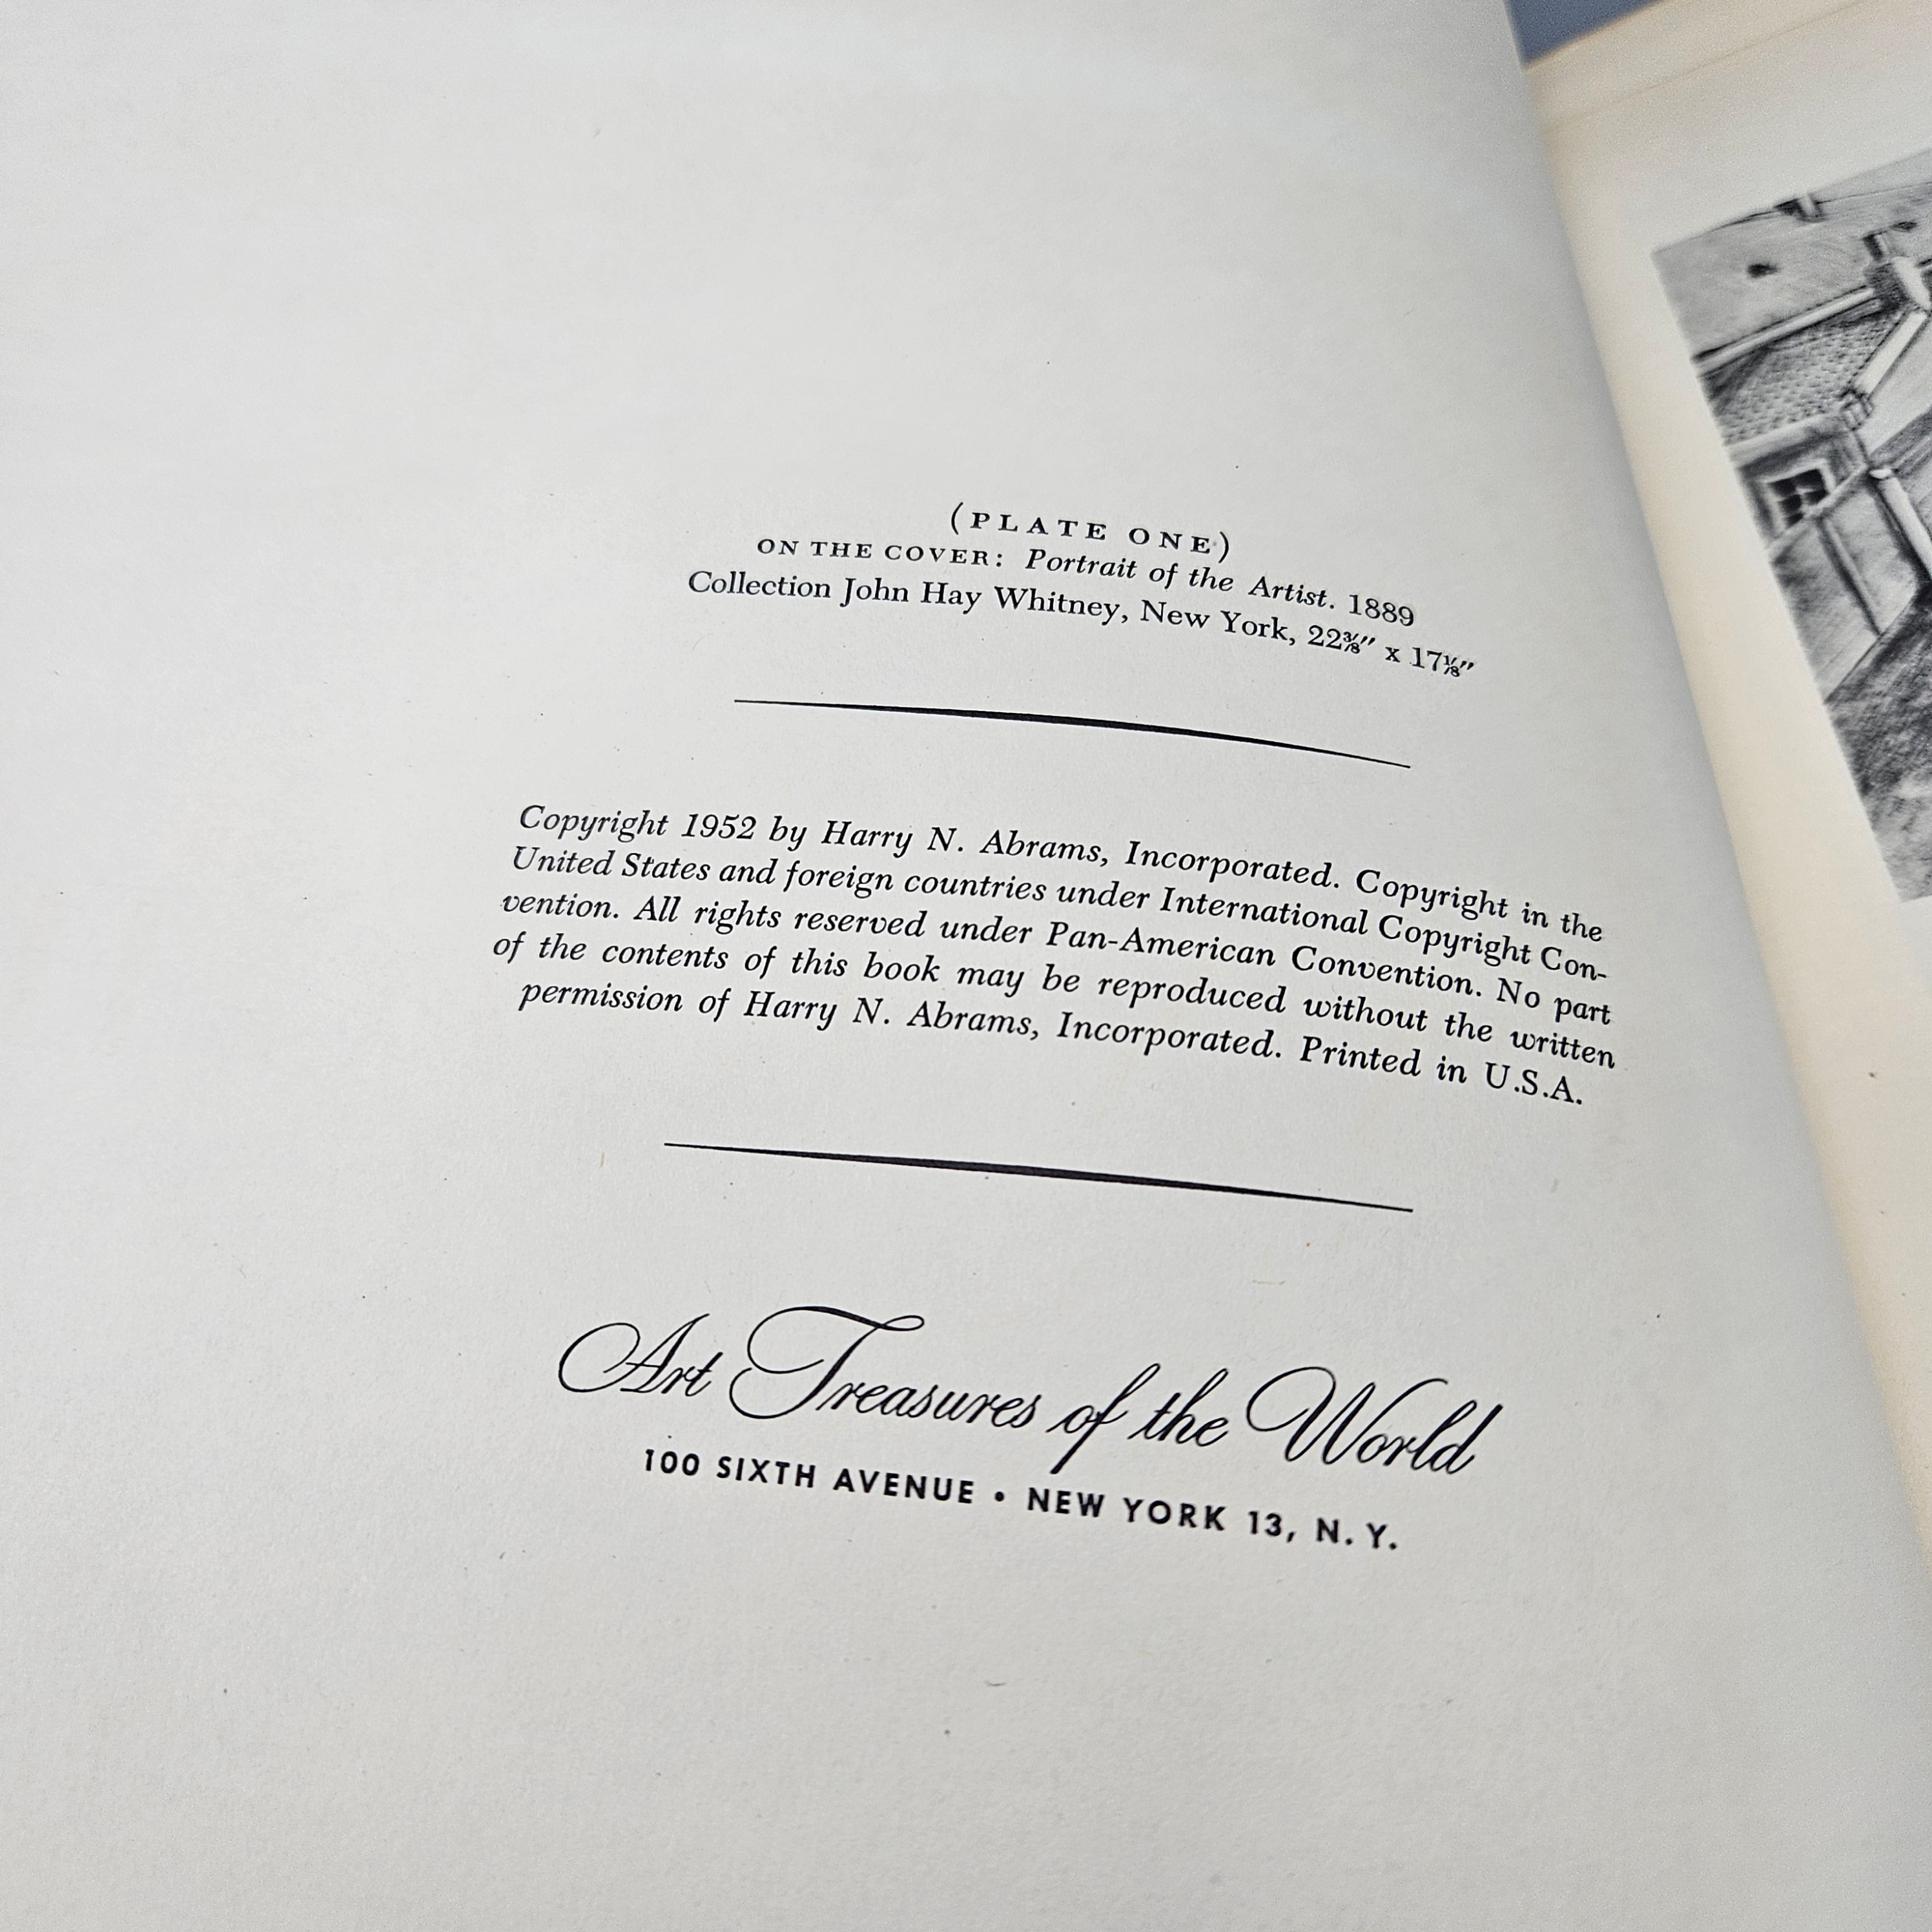 (PLATE ONE)
ON THE COVER: Portrait of the Artist. 1889
Collection John Hay Whitney, New York, 22⅜" x 17⅛"
Copyright 1952 by Harry N. Abrams, Incorporated. Copyright in the
United States and foreign countries under International Copyright Con-
vention. All rights reserved under Pan-American Convention. No part
of the contents of this book may be reproduced without the written
permission of Harry N. Abrams, Incorporated. Printed in U.S.A.
Art Treasures of the World
100 SIXTH AVENUE • NEW YORK 13, N. Y.